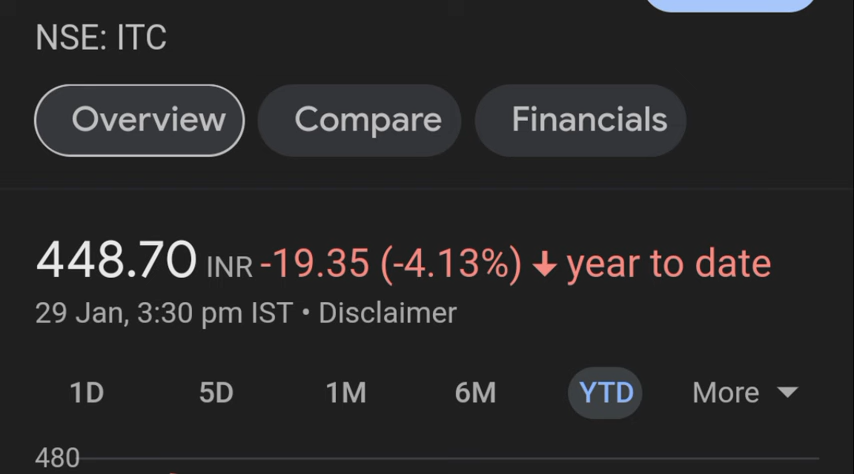 NSE: ITC
Overview Compare Financials
448.70 INR -19.35 (-4.13%) ↓ year to date
29 Jan, 3:30 pm IST • Disclaimer
1D 5D 1M 6M YTD More
480